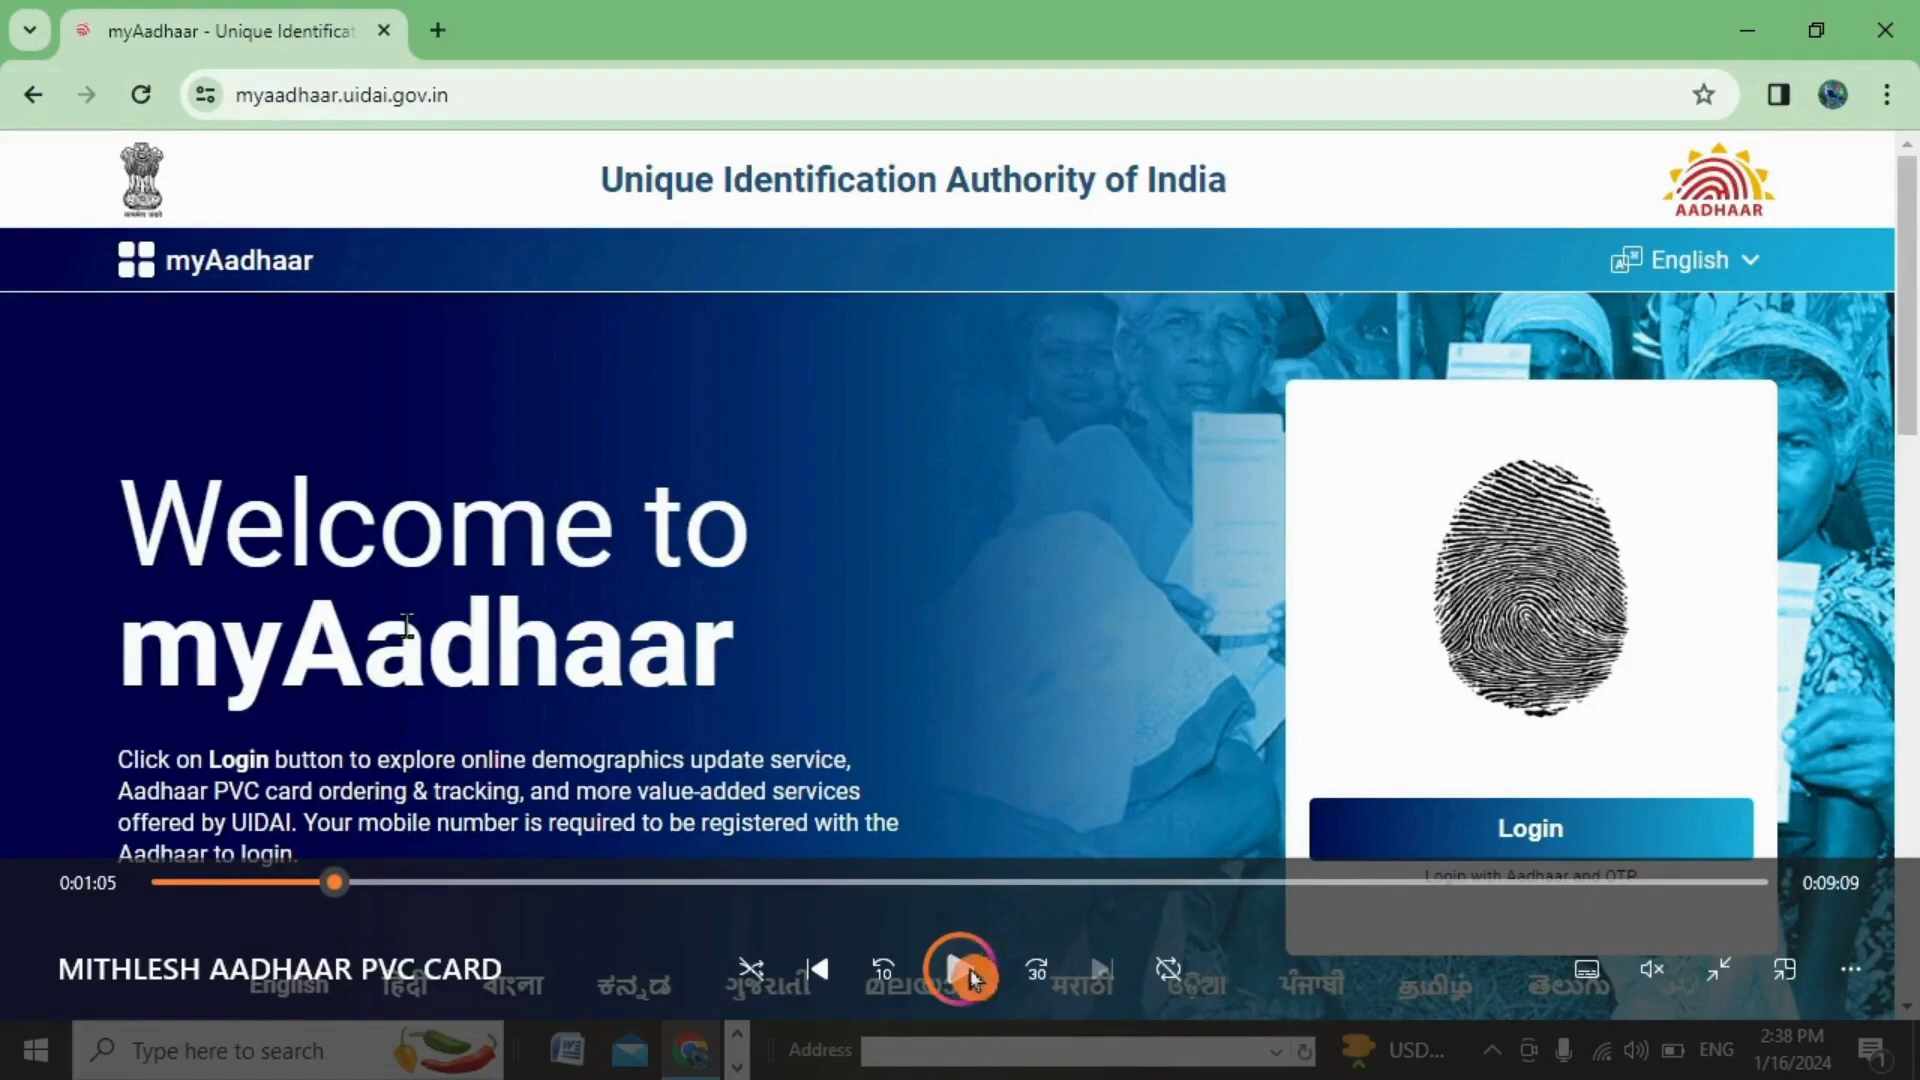 myAadhaar - Unique Identificat
myaadhaar.uidai.gov.in
Unique Identification Authority of India
AADHAAR
myAadhaar
English
Welcome to
myAadhaar
Click on Login button to explore online demographics update service,
Aadhaar PVC card ordering & tracking, and more value-added services
offered by UIDAI. Your mobile number is required to be registered with the
Aadhaar to login.
Login
Login with Aadhaar and OTP
0:01:05
0:09:09
MITHLESH AADHAAR PVC CARD
10
30
English हिंदी বাংলা ಕನ್ನಡ ગુજરાતી मराठी ଓଡ଼ିଆ ਪੰਜਾਬੀ தமிழ் తెలుగు
Type here to search
Address
USD...
ENG
2:38 PM
1/16/2024
1